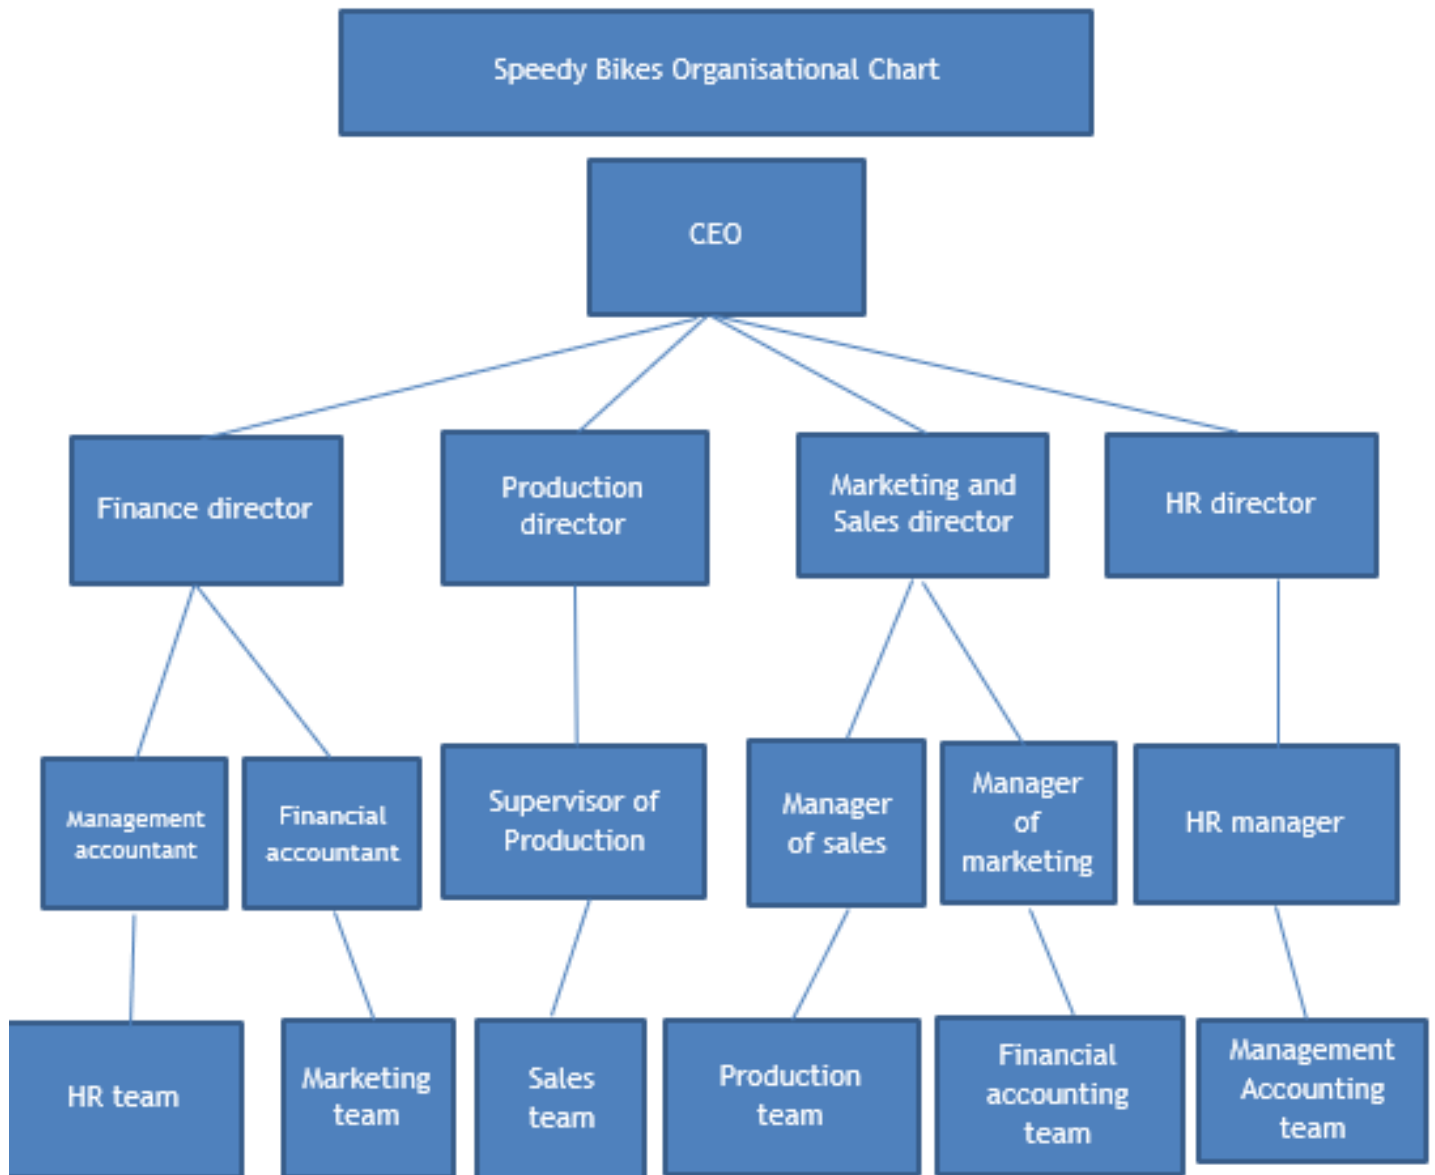 Speedy Bikes Organisational Chart
CEO
Finance director
Production
director
Marketing and
Sales director
HR director
Management
accountant
Financial
accountant
Supervisor of
Production
Manager
of sales
Manager
of
marketing
HR manager
HR team
Marketing
team
Sales
team
Production
team
Financial
accounting
team
Management
Accounting
team